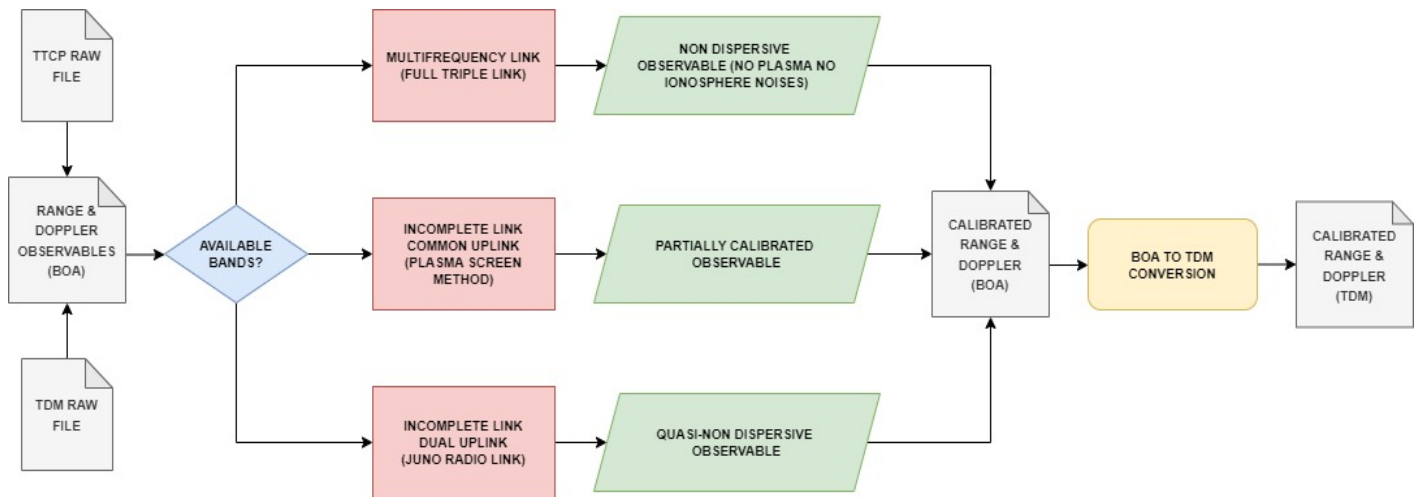 TTCP RAW
FILE
RANGE &
DOPPLER
OBSERVABLES
(BOA)
TDM RAW
FILE
AVAILABLE
BANDS?
MULTIFREQUENCY LINK
(FULL TRIPLE LINK)
NON DISPERSIVE
OBSERVABLE (NO PLASMA NO
IONOSPHERE NOISES)
INCOMPLETE LINK
COMMON UPLINK
(PLASMA SCREEN
METHOD)
PARTIALLY CALIBRATED
OBSERVABLE
INCOMPLETE LINK
DUAL UPLINK
(JUNO RADIO LINK)
QUASI-NON DISPERSIVE
OBSERVABLE
CALIBRATED
RANGE &
DOPPLER
(BOA)
BOA TO TDM
CONVERSION
CALIBRATED
RANGE &
DOPPLER
(TDM)